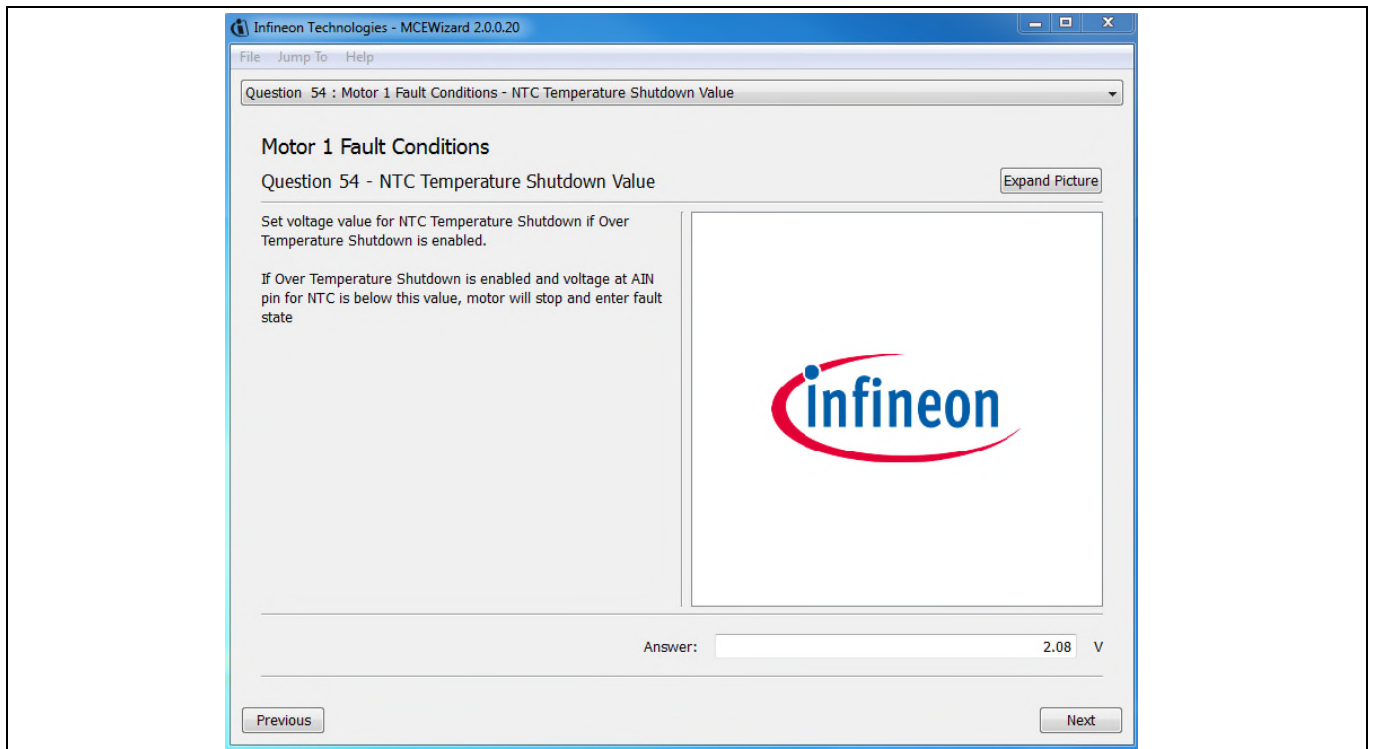 Infineon Technologies - MCEWizard 2.0.0.20
File Jump To Help
Question 54 : Motor 1 Fault Conditions - NTC Temperature Shutdown Value
Motor 1 Fault Conditions
Question 54 - NTC Temperature Shutdown Value
Expand Picture
Set voltage value for NTC Temperature Shutdown if Over
Temperature Shutdown is enabled.
If Over Temperature Shutdown is enabled and voltage at AIN
pin for NTC is below this value, motor will stop and enter fault
state
infineon
Answer: 2.08 V
Previous Next